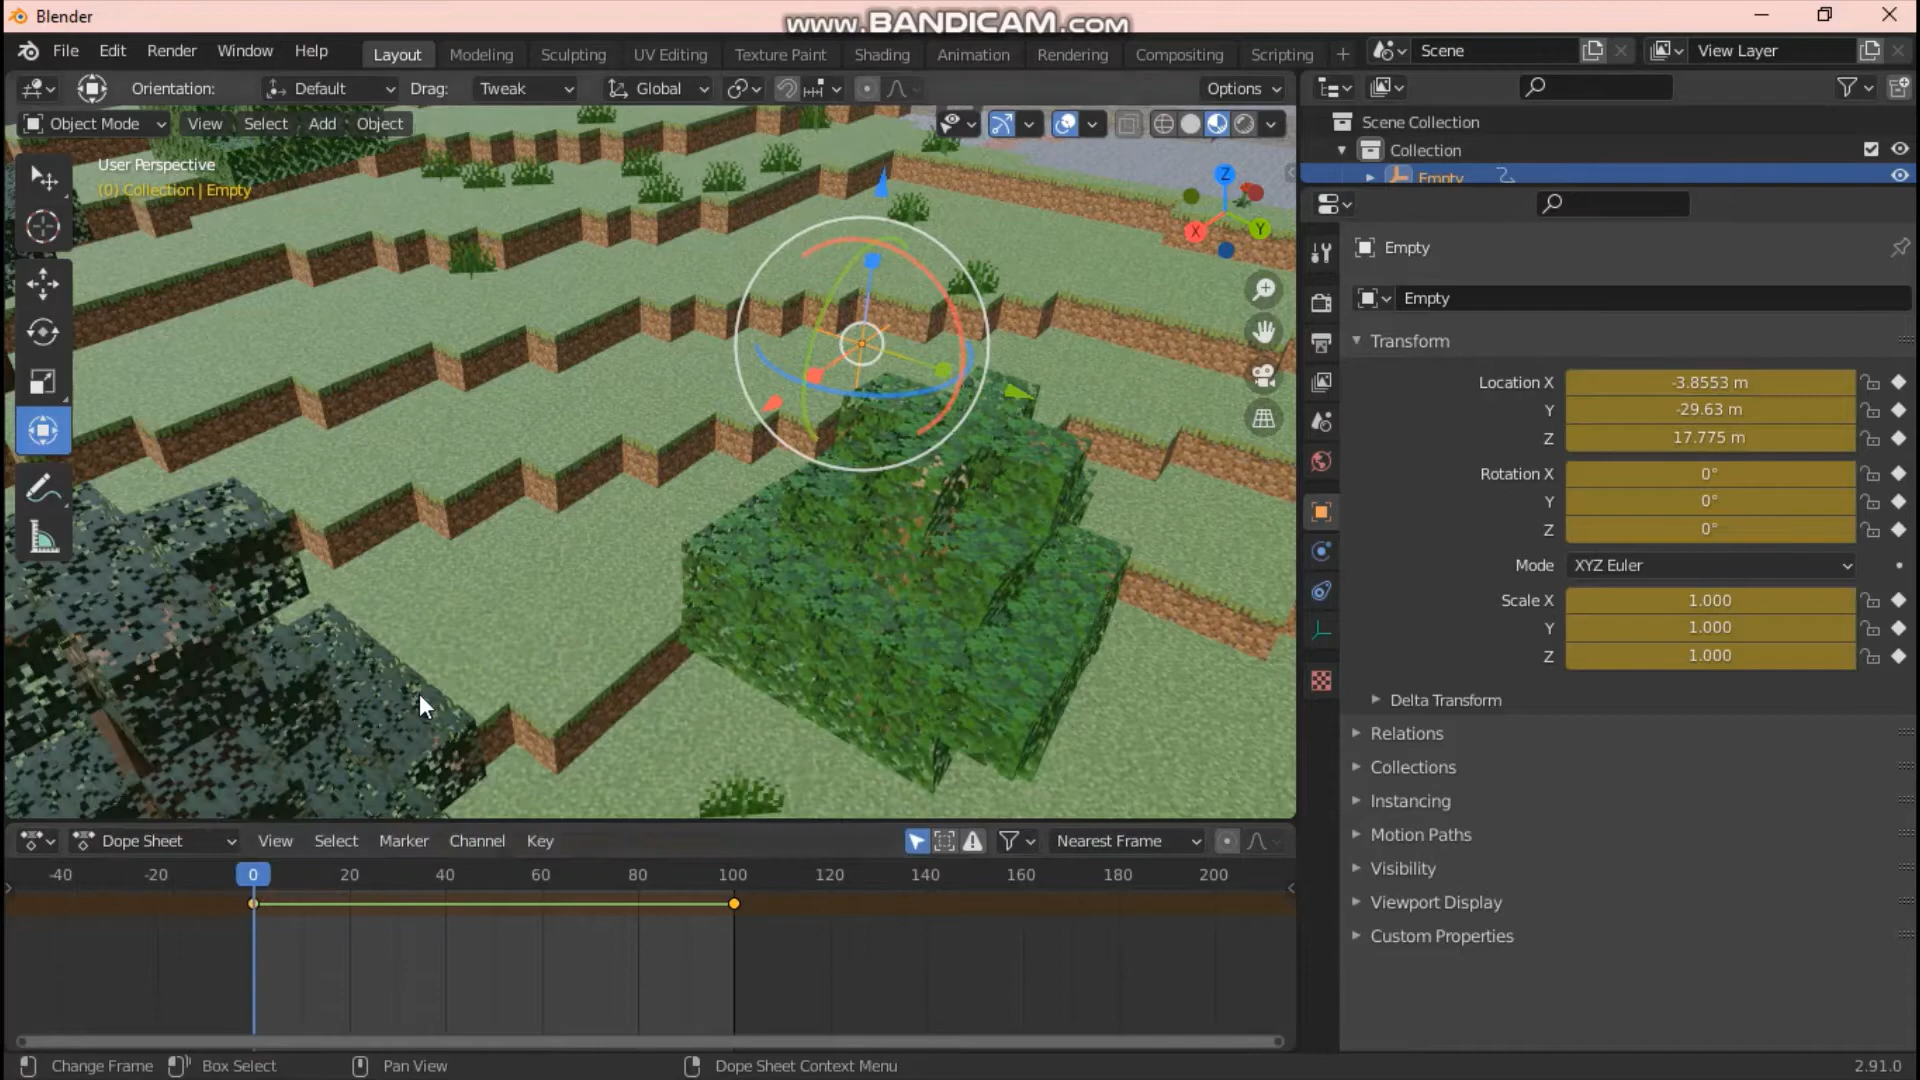 Blender
www.BANDICAM.com
File Edit Render Window Help
Layout Modeling Sculpting UV Editing Texture Paint Shading Animation Rendering Compositing Scripting +
Scene
View Layer
Orientation: Default Drag: Tweak Global Options
Object Mode View Select Add Object
User Perspective
(0) Collection | Empty
Z
X
Y
Scene Collection
Collection
Empty
Empty
Empty
Transform
Location X -3.8553 m
Y -29.63 m
Z 17.775 m
Rotation X 0°
Y 0°
Z 0°
Mode XYZ Euler
Scale X 1.000
Y 1.000
Z 1.000
Delta Transform
Relations
Collections
Instancing
Motion Paths
Visibility
Viewport Display
Custom Properties
Dope Sheet View Select Marker Channel Key Nearest Frame
-40 -20 0 20 40 60 80 100 120 140 160 180 200
Change Frame Box Select Pan View Dope Sheet Context Menu 2.91.0